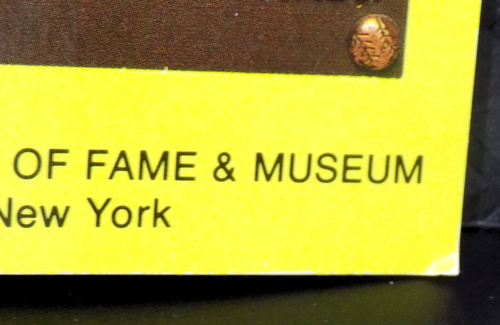 OF FAME & MUSEUM
New York